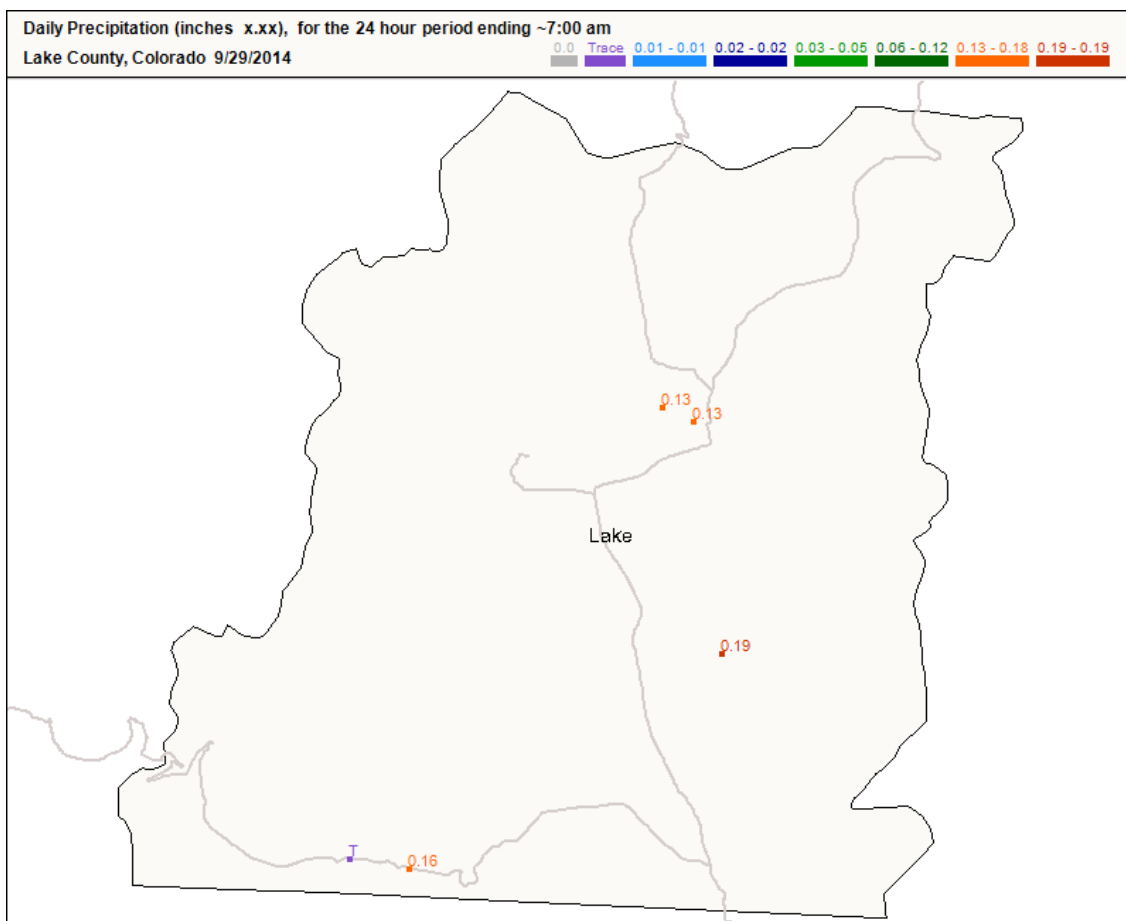 Daily Precipitation (inches x.xx), for the 24 hour period ending ~7:00 am
Lake County, Colorado 9/29/2014
0.0 Trace 0.01 - 0.01 0.02 - 0.02 0.03 - 0.05 0.06 - 0.12 0.13 - 0.18 0.19 - 0.19
0.13
0.13
Lake
0.19
T
0.16